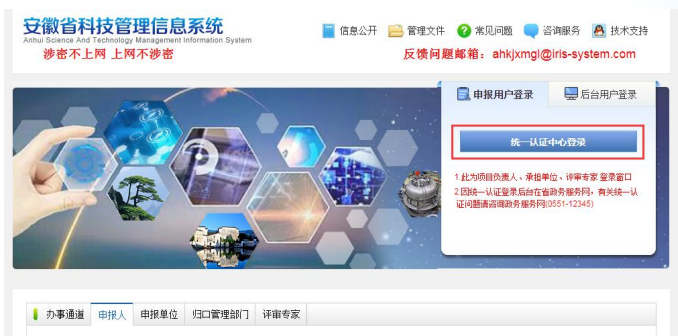 安徽省科技管理信息系统
Anhui Science And Technology Management Information System
涉密不上网 上网不涉密
信息公开 管理文件 常见问题 咨询服务 技术支持
反馈问题邮箱：ahkjxmgl@iris-system.com
申报用户登录 后台用户登录
统一认证中心登录
1.此为项目负责人、承担单位、评审专家 登录窗口
2.因统一认证登录后台在省政务服务网，有关统一认
证问题请咨询政务服务网(0551-12345)
办事通道 申报人 申报单位 归口管理部门 评审专家